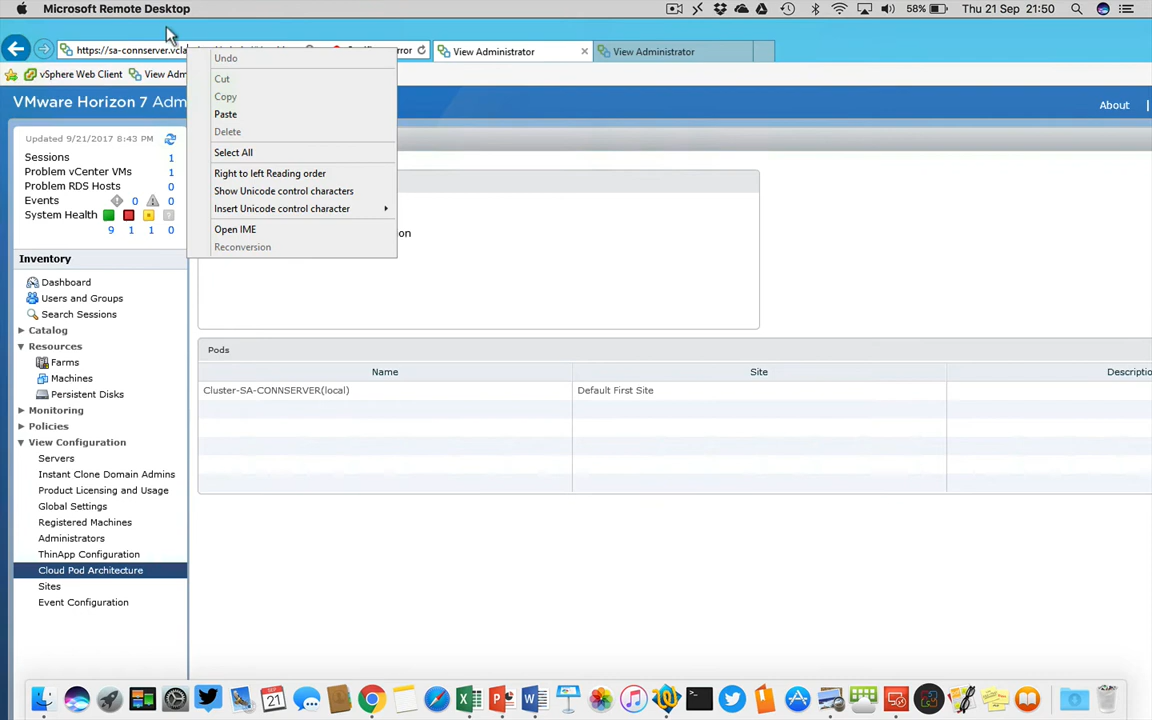 Microsoft Remote Desktop
58%
Thu 21 Sep 21:50
https://sa-connserver.vcla
rror
View Administrator
View Administrator
vSphere Web Client
View Adm
VMware Horizon 7 Adm
About
Undo
Cut
Copy
Paste
Delete
Select All
Right to left Reading order
Show Unicode control characters
Insert Unicode control character
Open IME
Reconversion
on
Updated 9/21/2017 8:43 PM
Sessions 1
Problem vCenter VMs 1
Problem RDS Hosts 0
Events 0 0
System Health
9 1 1 0
Inventory
Dashboard
Users and Groups
Search Sessions
Catalog
Resources
Farms
Machines
Persistent Disks
Monitoring
Policies
View Configuration
Servers
Instant Clone Domain Admins
Product Licensing and Usage
Global Settings
Registered Machines
Administrators
ThinApp Configuration
Cloud Pod Architecture
Sites
Event Configuration
Pods
Name Site Descriptio
Cluster-SA-CONNSERVER(local) Default First Site
SEP
21